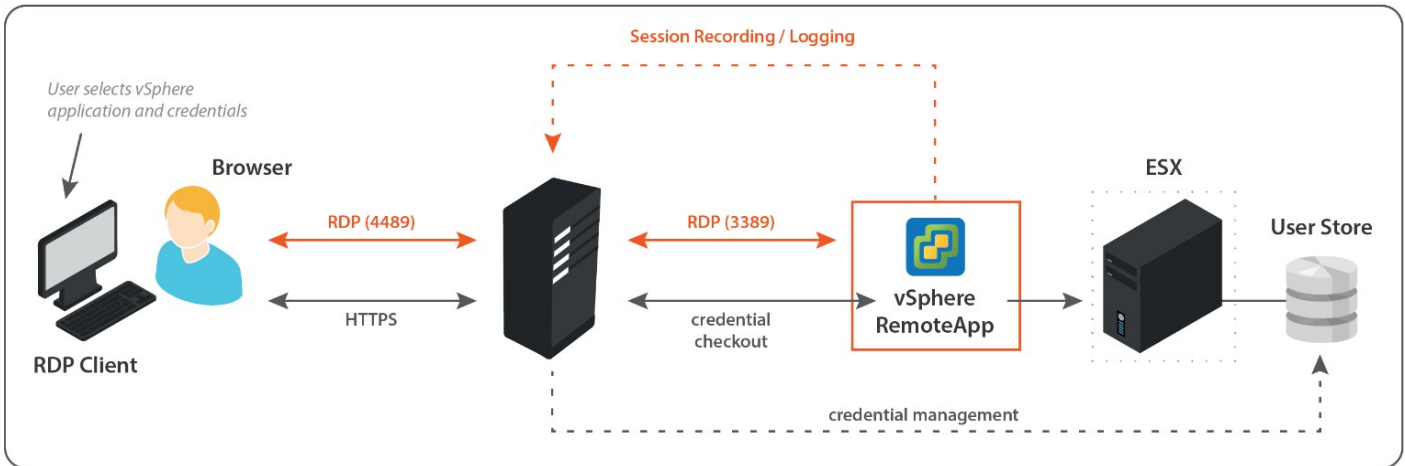 Session Recording / Logging
User selects vSphere
application and credentials
Browser
ESX
RDP (4489)
RDP (3389)
User Store
HTTPS
credential
checkout
vSphere
RemoteApp
RDP Client
credential management